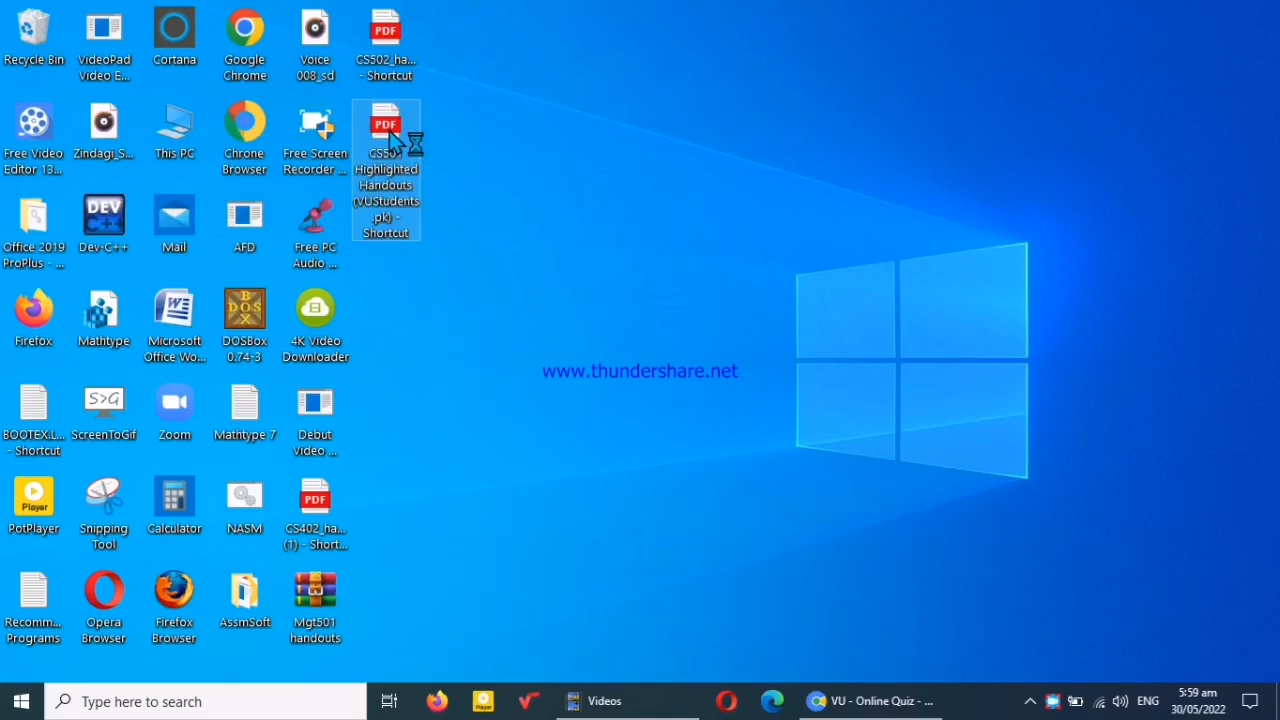 Recycle Bin
VideoPad
Video E...
Cortana
Google
Chrome
Voice
008_sd
PDF
CS502_ha...
- Shortcut
Free Video
Editor 13...
Zindagi_S...
This PC
Chrome
Browser
Free Screen
Recorder ...
PDF
Highlighted
Handouts
(VUStudents
.pk) -
Shortcut
Office 2019
ProPlus - ...
DEV
Dev-C++
Mail
AFD
Free PC
Audio ...
Firefox
Mathtype
Microsoft
Office Wo...
DOSBox
0.74-3
4K Video
Downloader
www.thundershare.net
BOOTEX.L...
- Shortcut
S>G
ScreenToGif
Zoom
Mathtype 7
Debut
Video ...
Player
PotPlayer
Snipping
Tool
Calculator
NASM
PDF
CS402_ha...
(1) - Short...
Recomm...
Programs
Opera
Browser
Firefox
Browser
AssmSoft
Mgt501
handouts
Type here to search
Videos
VU - Online Quiz - ...
ENG
5:59 am
30/05/2022